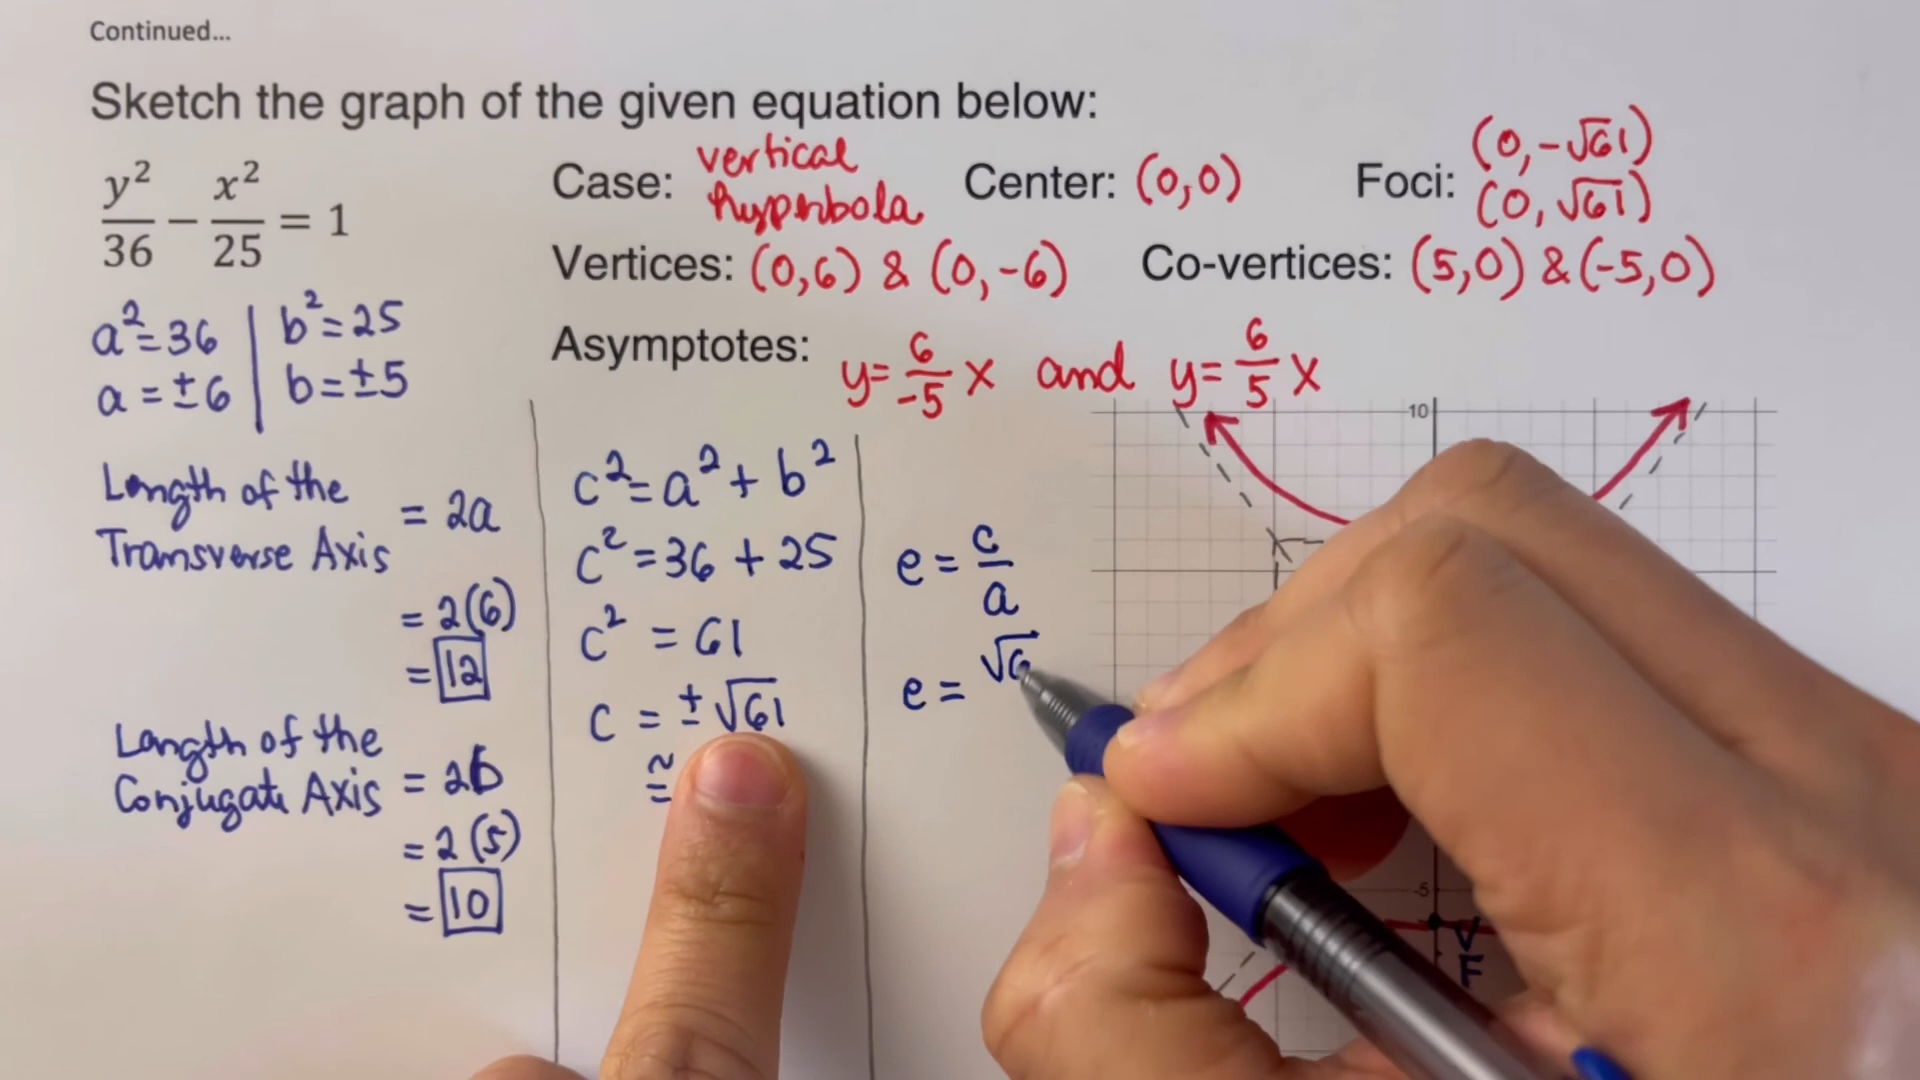 Continued...
Sketch the graph of the given equation below:
y²/36 − x²/25 = 1
Case: vertical hyperbola
Center: (0,0)
Foci: (0,-√61)
(0,√61)
Vertices: (0,6) & (0,-6)
Co-vertices: (5,0) & (-5,0)
Asymptotes: y= 6/-5 x and y= 6/5 x
a²=36
a = ±6
b²=25
b=±5
Length of the
Transverse Axis = 2a
= 2(6)
= 12
Length of the
Conjugate Axis = 2b
= 2(5)
= 10
c²=a²+b²
c²=36+25
c² = 61
c = ±√61
≅
e = c/a
e = √6
10
-5
V
F